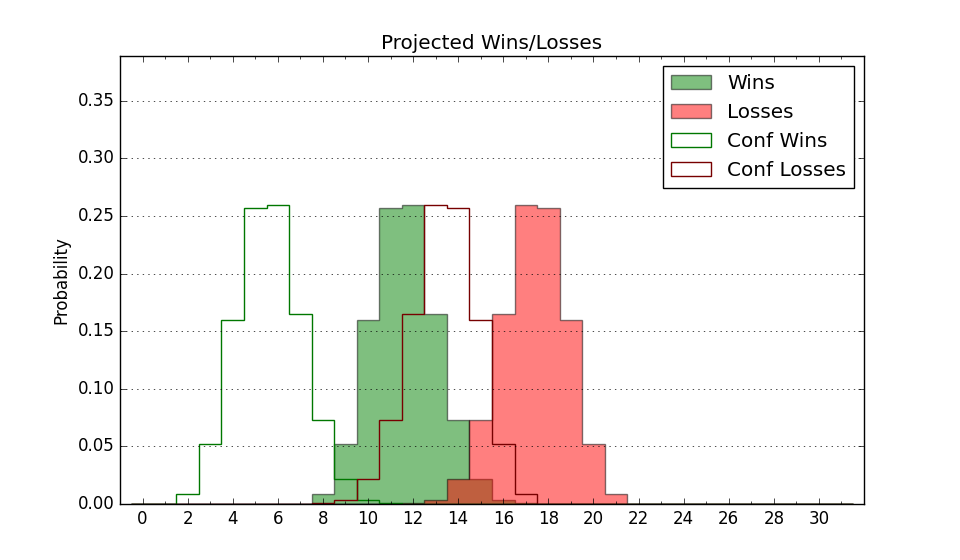 Projected Wins/Losses
Wins
Losses
Conf Wins
Conf Losses
Probability
0.35
0.30
0.25
0.20
0.15
0.10
0.05
0.00
0 2 4 6 8 10 12 14 16 18 20 22 24 26 28 30